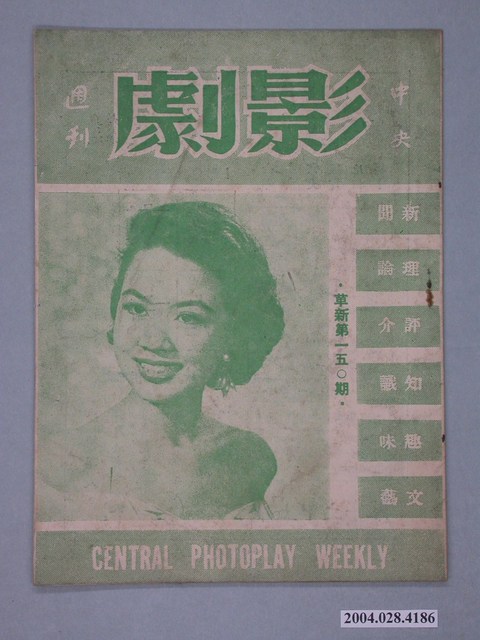 中央
影劇
週刊
新聞
理論
評介
知識
趣味
文藝
·革新第一五○期·
CENTRAL PHOTOPLAY WEEKLY
2004.028.4186